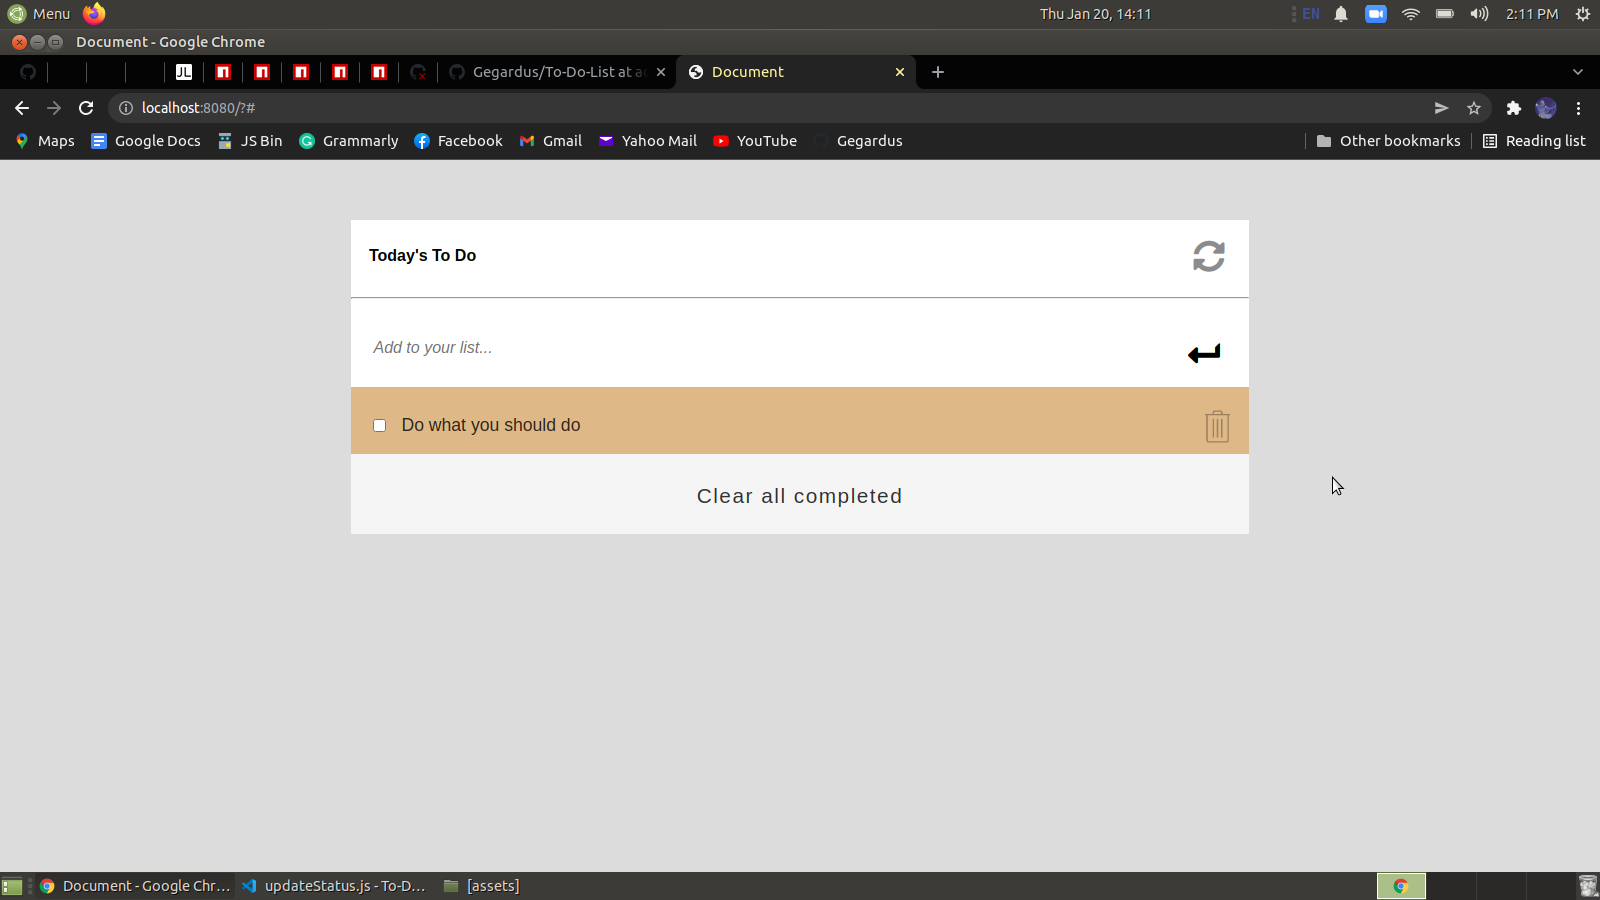 Menu
Thu Jan 20, 14:11
EN
2:11 PM
Document - Google Chrome
JL
Gegardus/To-Do-List at
Document
localhost:8080/?#
Maps
Google Docs
JS Bin
Grammarly
Facebook
Gmail
Yahoo Mail
YouTube
Gegardus
Other bookmarks
Reading list
Today's To Do
Add to your list...
Do what you should do
Clear all completed
Document - Google Chr...
updateStatus.js - To-D...
[assets]